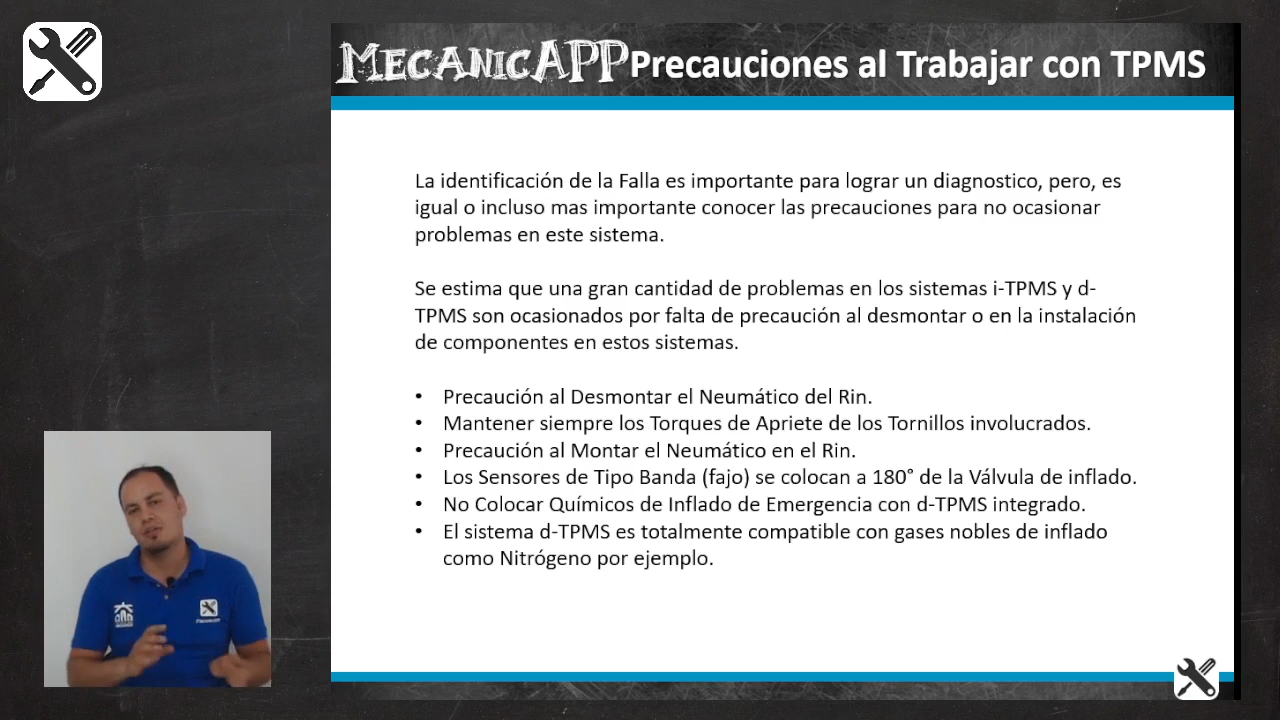 MECANICAPP Precauciones al Trabajar con TPMS
La identificación de la Falla es importante para lograr un diagnostico, pero, es
igual o incluso mas importante conocer las precauciones para no ocasionar
problemas en este sistema.
Se estima que una gran cantidad de problemas en los sistemas i-TPMS y d-
TPMS son ocasionados por falta de precaución al desmontar o en la instalación
de componentes en estos sistemas.
• Precaución al Desmontar el Neumático del Rin.
• Mantener siempre los Torques de Apriete de los Tornillos involucrados.
• Precaución al Montar el Neumático en el Rin.
• Los Sensores de Tipo Banda (fajo) se colocan a 180° de la Válvula de inflado.
• No Colocar Químicos de Inflado de Emergencia con d-TPMS integrado.
• El sistema d-TPMS es totalmente compatible con gases nobles de inflado
como Nitrógeno por ejemplo.